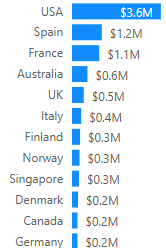 USA $3.6M
Spain $1.2M
France $1.1M
Australia $0.6M
UK $0.5M
Italy $0.4M
Finland $0.3M
Norway $0.3M
Singapore $0.3M
Denmark $0.2M
Canada $0.2M
Germany $0.2M